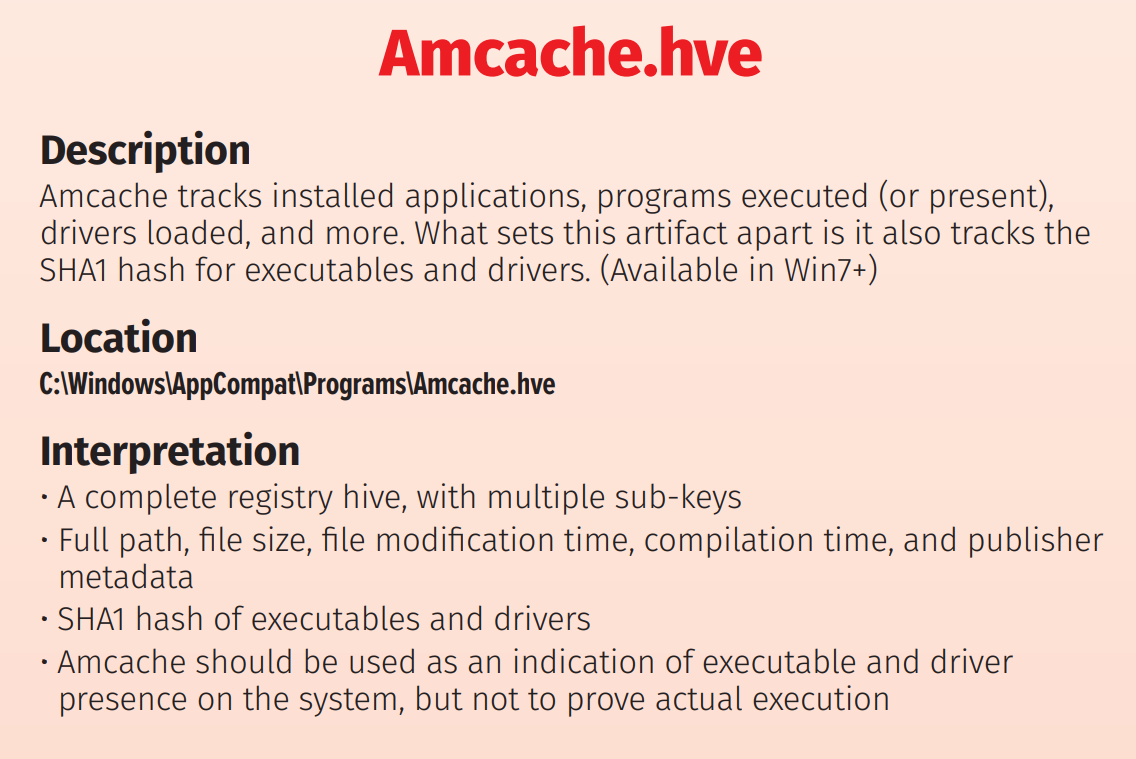 Amcache.hve
Description
Amcache tracks installed applications, programs executed (or present),
drivers loaded, and more. What sets this artifact apart is it also tracks the
SHA1 hash for executables and drivers. (Available in Win7+)
Location
C:\Windows\AppCompat\Programs\Amcache.hve
Interpretation
• A complete registry hive, with multiple sub-keys
• Full path, file size, file modification time, compilation time, and publisher
metadata
• SHA1 hash of executables and drivers
• Amcache should be used as an indication of executable and driver
presence on the system, but not to prove actual execution